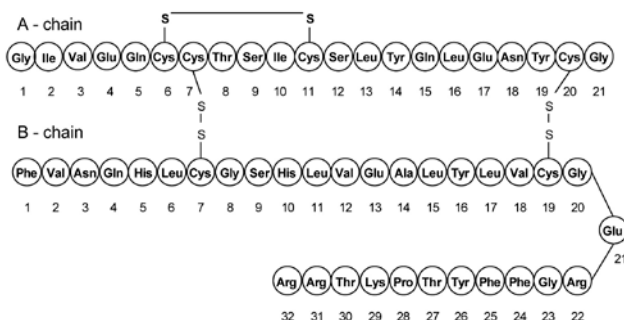 S S
A - chain
Gly Ile Val Glu Gln Cys Cys Thr Ser Ile Cys Ser Leu Tyr Gln Leu Glu Asn Tyr Cys Gly
1 2 3 4 5 6 7 8 9 10 11 12 13 14 15 16 17 18 19 20 21
S S
S S
B - chain
Phe Val Asn Gln His Leu Cys Gly Ser His Leu Val Glu Ala Leu Tyr Leu Val Cys Gly
1 2 3 4 5 6 7 8 9 10 11 12 13 14 15 16 17 18 19 20
Glu
21
Arg Arg Thr Lys Pro Thr Tyr Phe Phe Gly Arg
32 31 30 29 28 27 26 25 24 23 22